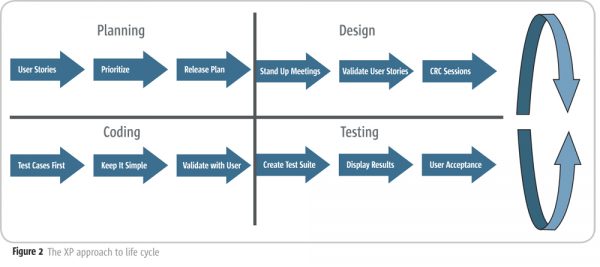 Planning
Design
User Stories
Prioritize
Release Plan
Stand Up Meetings
Validate User Stories
CRC Sessions
Coding
Testing
Test Cases First
Keep It Simple
Validate with User
Create Test Suite
Display Results
User Acceptance
Figure 2 The XP approach to life cycle